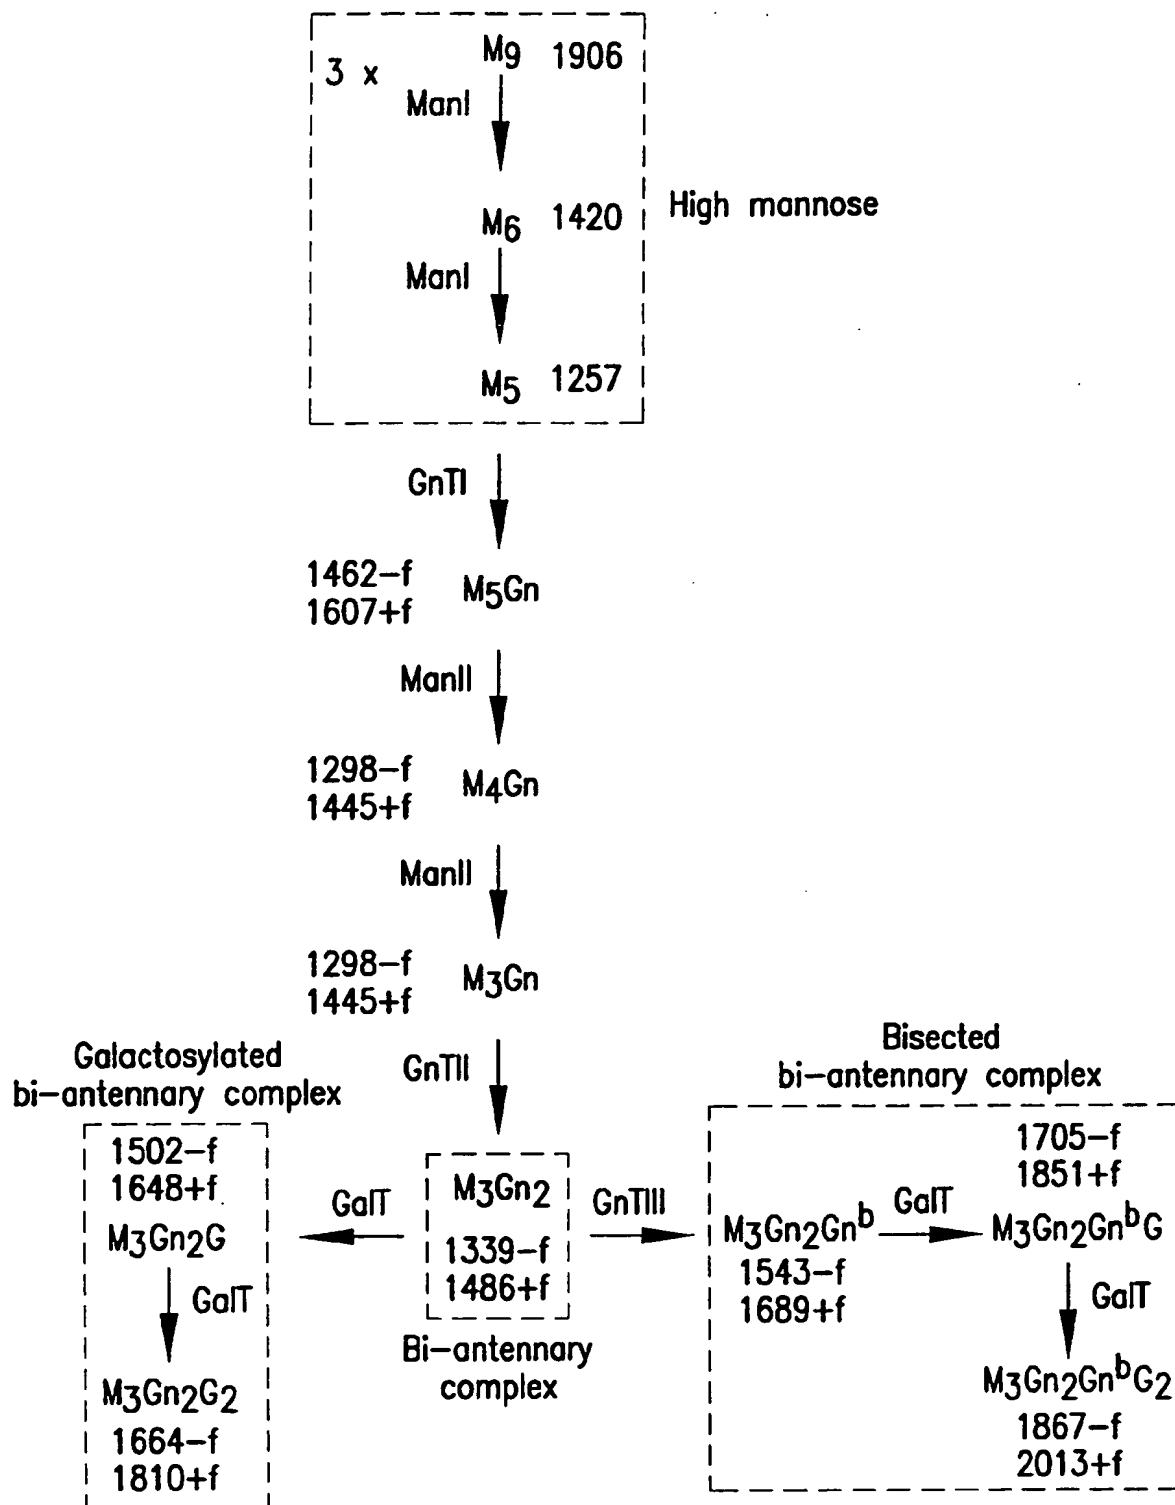 M9 1906
3 x
ManI
M6 1420
High mannose
ManI
M5 1257
GnTI
1462-f
1607+f
M5Gn
ManII
1298-f
1445+f
M4Gn
ManII
1298-f
1445+f
M3Gn
GnTII
Galactosylated
bi-antennary complex
1502-f
1648+f
M3Gn2G
GalT
M3Gn2G2
1664-f
1810+f
GalT
M3Gn2
1339-f
1486+f
Bi-antennary
complex
GnTIII
Bisected
bi-antennary complex
M3Gn2Gnb
1543-f
1689+f
GalT
1705-f
1851+f
M3Gn2GnbG
GalT
M3Gn2GnbG2
1867-f
2013+f